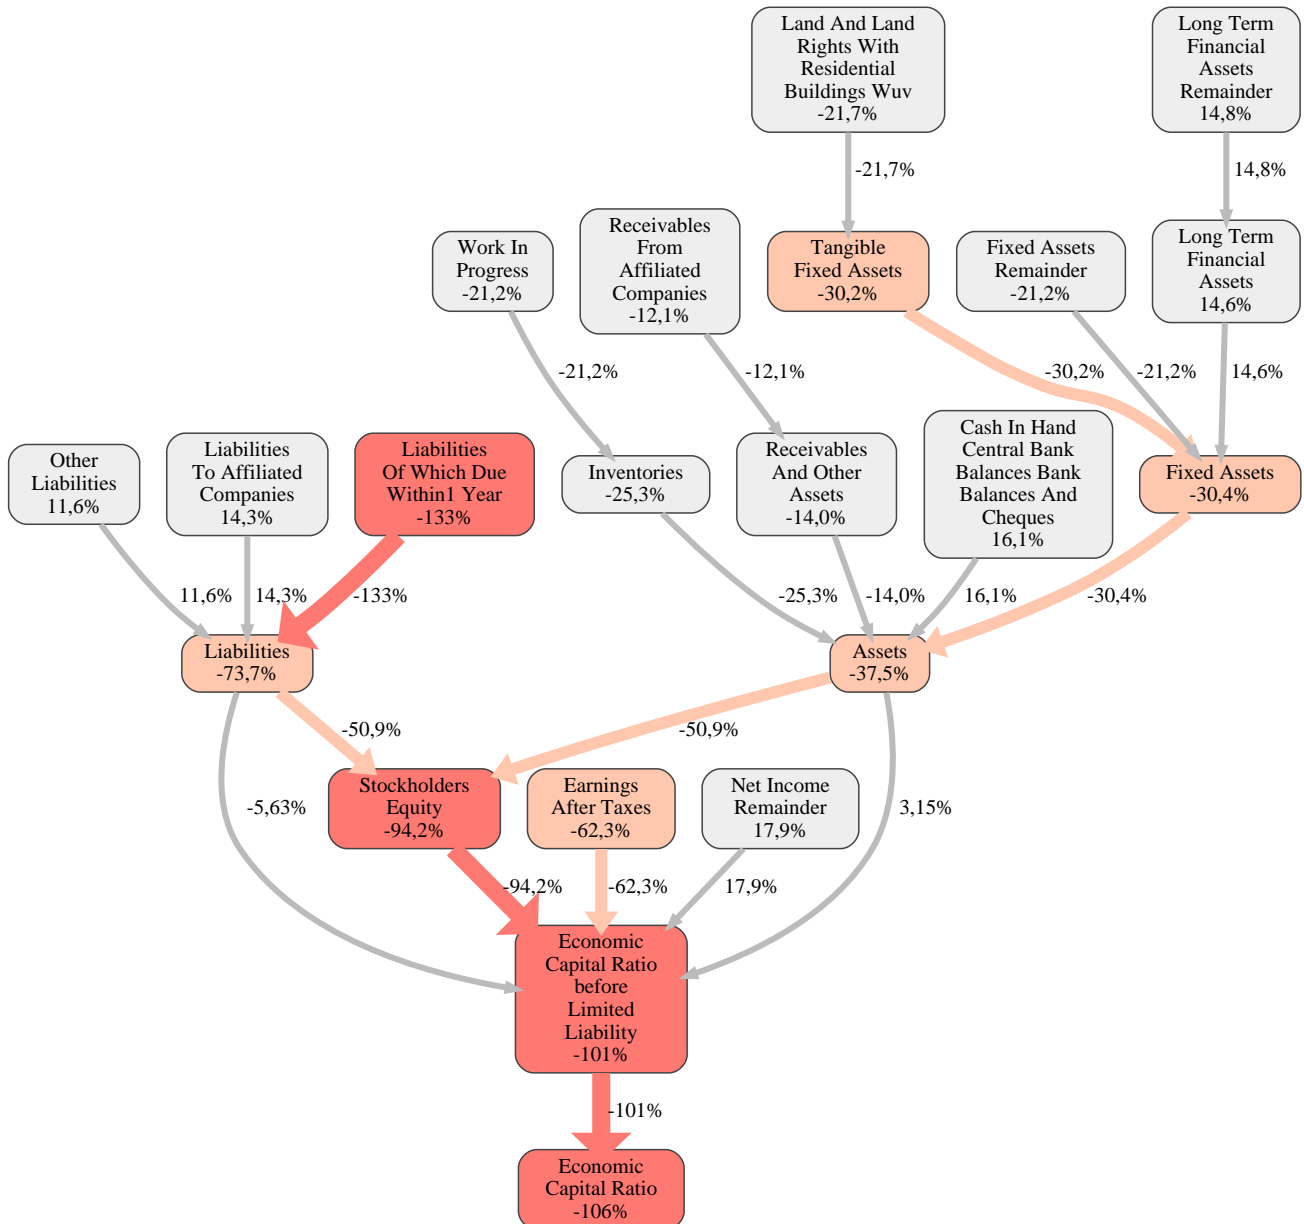 Land And Land
Rights With
Residential
Buildings Wuv
-21,7%
Long Term
Financial
Assets
Remainder
14,8%
-21,7%
14,8%
Work In
Progress
-21,2%
Receivables
From
Affiliated
Companies
-12,1%
Tangible
Fixed Assets
-30,2%
Fixed Assets
Remainder
-21,2%
Long Term
Financial
Assets
14,6%
-21,2%
-12,1%
-30,2%
-21,2%
14,6%
Other
Liabilities
11,6%
Liabilities
To Affiliated
Companies
14,3%
Liabilities
Of Which Due
Within1 Year
-133%
Inventories
-25,3%
Receivables
And Other
Assets
-14,0%
Cash In Hand
Central Bank
Balances Bank
Balances And
Cheques
16,1%
Fixed Assets
-30,4%
11,6%
14,3%
-133%
-25,3%
-14,0%
16,1%
-30,4%
Liabilities
-73,7%
Assets
-37,5%
-50,9%
-50,9%
Stockholders
Equity
-94,2%
Earnings
After Taxes
-62,3%
Net Income
Remainder
17,9%
-5,63%
3,15%
-94,2%
-62,3%
17,9%
Economic
Capital Ratio
before
Limited
Liability
-101%
-101%
Economic
Capital Ratio
-106%